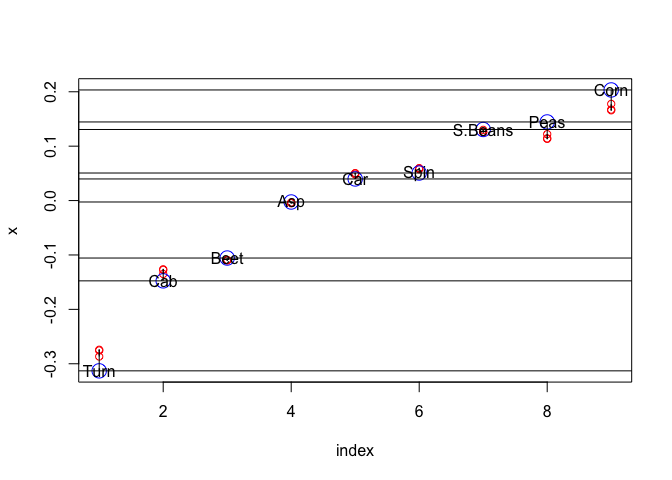 0.2
0.1
0.0
-0.1
-0.2
-0.3
x
Corn
Peas
S.Beans
Spin
Car
Asp
Beet
Cab
Turn
2 4 6 8
index